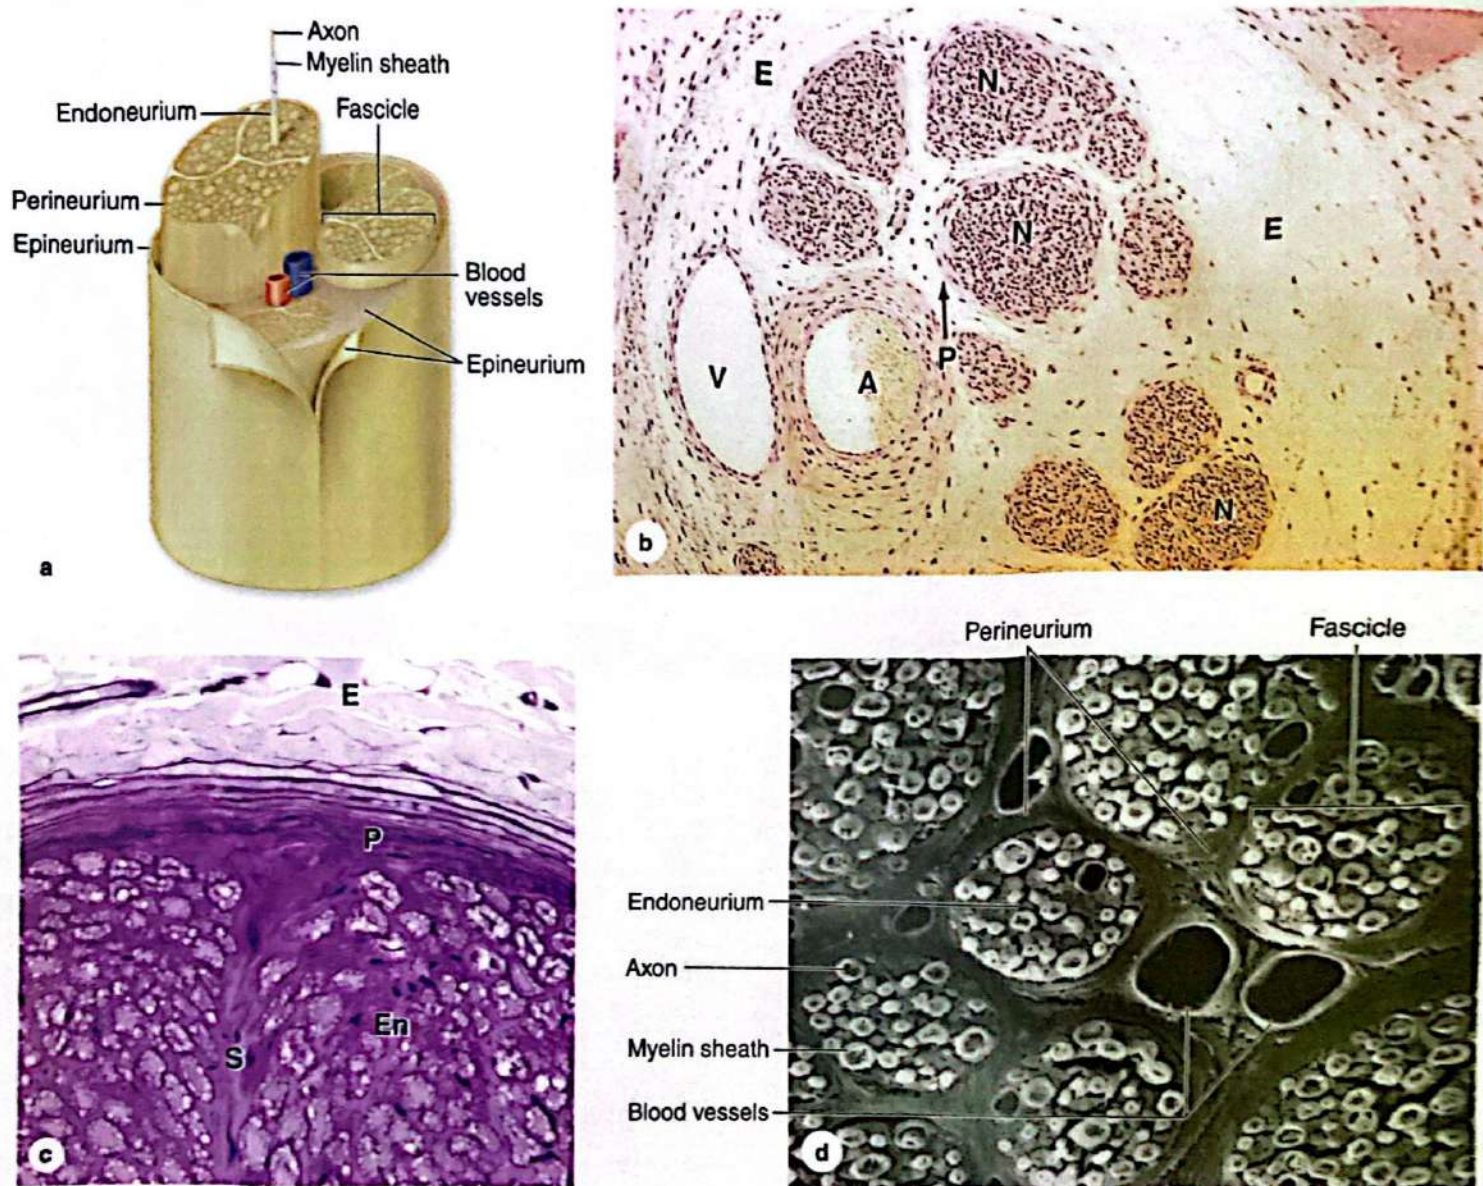 Axon
Myelin sheath
Endoneurium
Fascicle
Perineurium
Epineurium
Blood
vessels
Epineurium
a
E
N
N
E
V
A
P
N
b
E
P
En
S
c
Perineurium
Fascicle
Endoneurium
Axon
Myelin sheath
Blood vessels
d